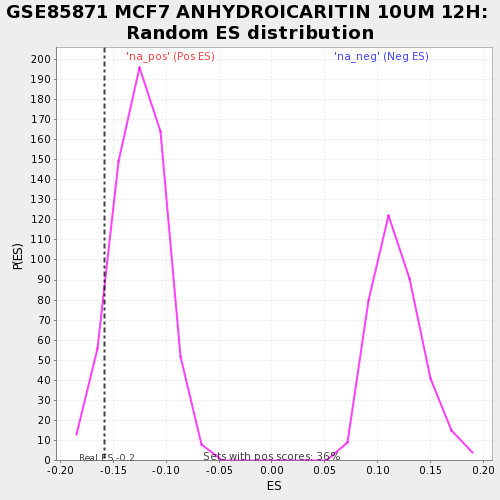 GSE85871 MCF7 ANHYDROICARITIN 10UM 12H:
Random ES distribution
'na_pos' (Pos ES) 'na_neg' (Neg ES)
200
190
180
170
160
150
140
130
120
110
100
90
80
70
60
50
40
30
20
10
0
P(ES)
Real ES -0.2
Sets with pos scores: 36%
-0.20 -0.15 -0.10 -0.05 0.00 0.05 0.10 0.15 0.20
ES